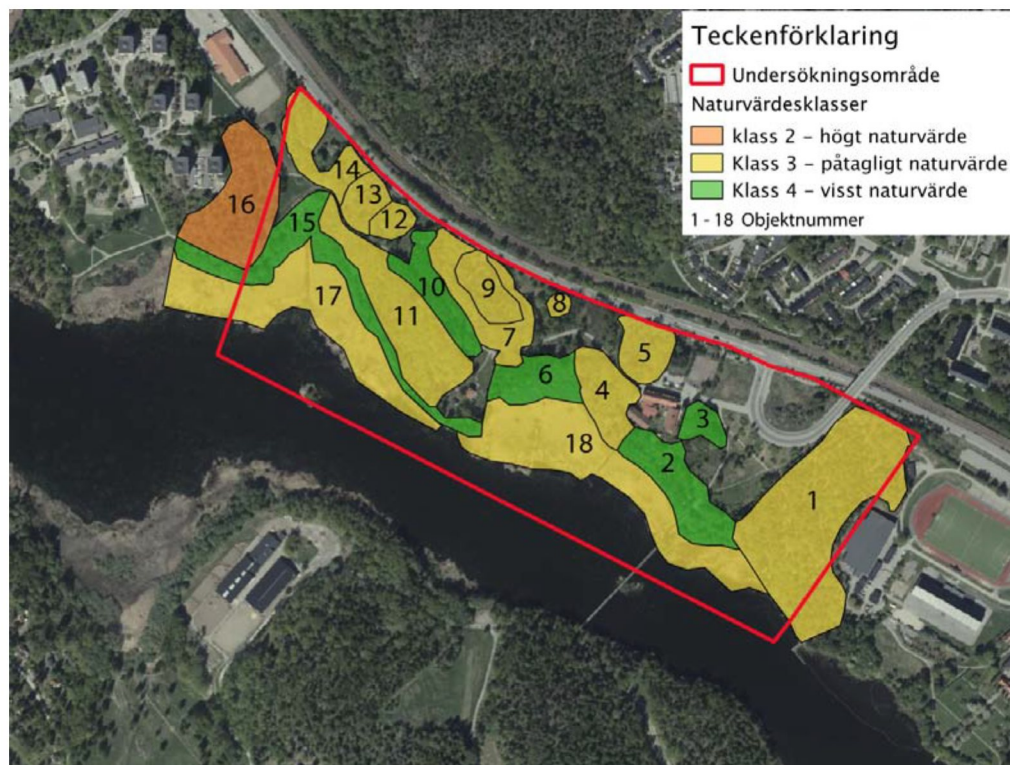 Teckenförklaring
Undersökningsområde
Naturvärdesklasser
klass 2 - högt naturvärde
Klass 3 - påtagligt naturvärde
Klass 4 - visst naturvärde
1 - 18 Objektnummer
14
13
16
12
15
10
9
17
11
8
7
5
6
4
3
18
2
1